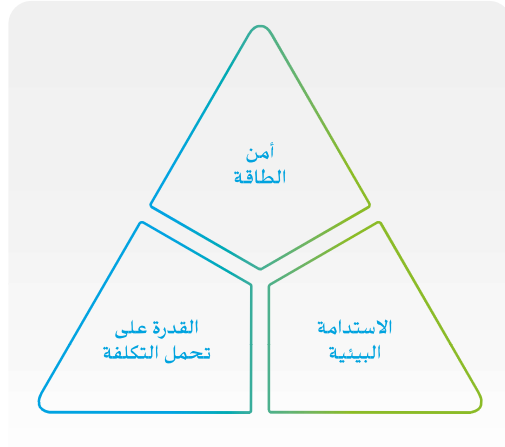 أمن
الطاقة
الاستدامة
البيئية
القدرة على
تحمل التكلفة